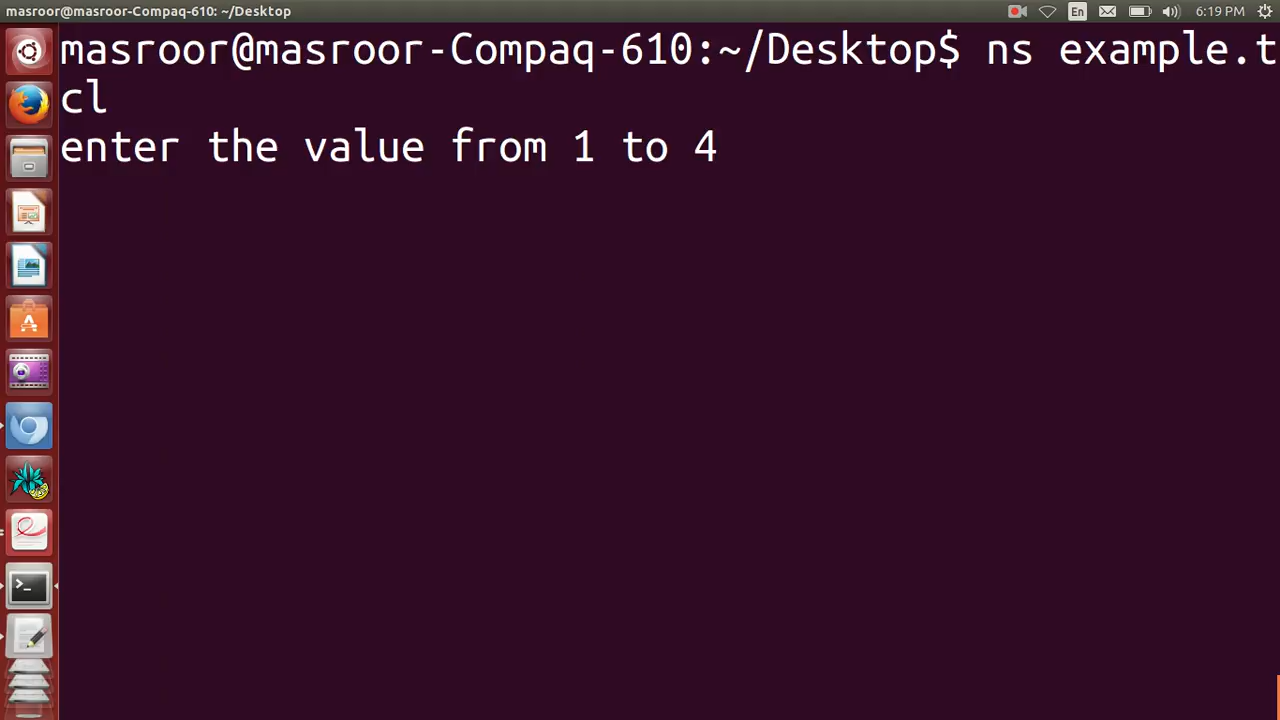 masroor@masroor-Compaq-610: ~/Desktop
En
6:19 PM
masroor@masroor-Compaq-610:~/Desktop$ ns example.t
cl
enter the value from 1 to 4